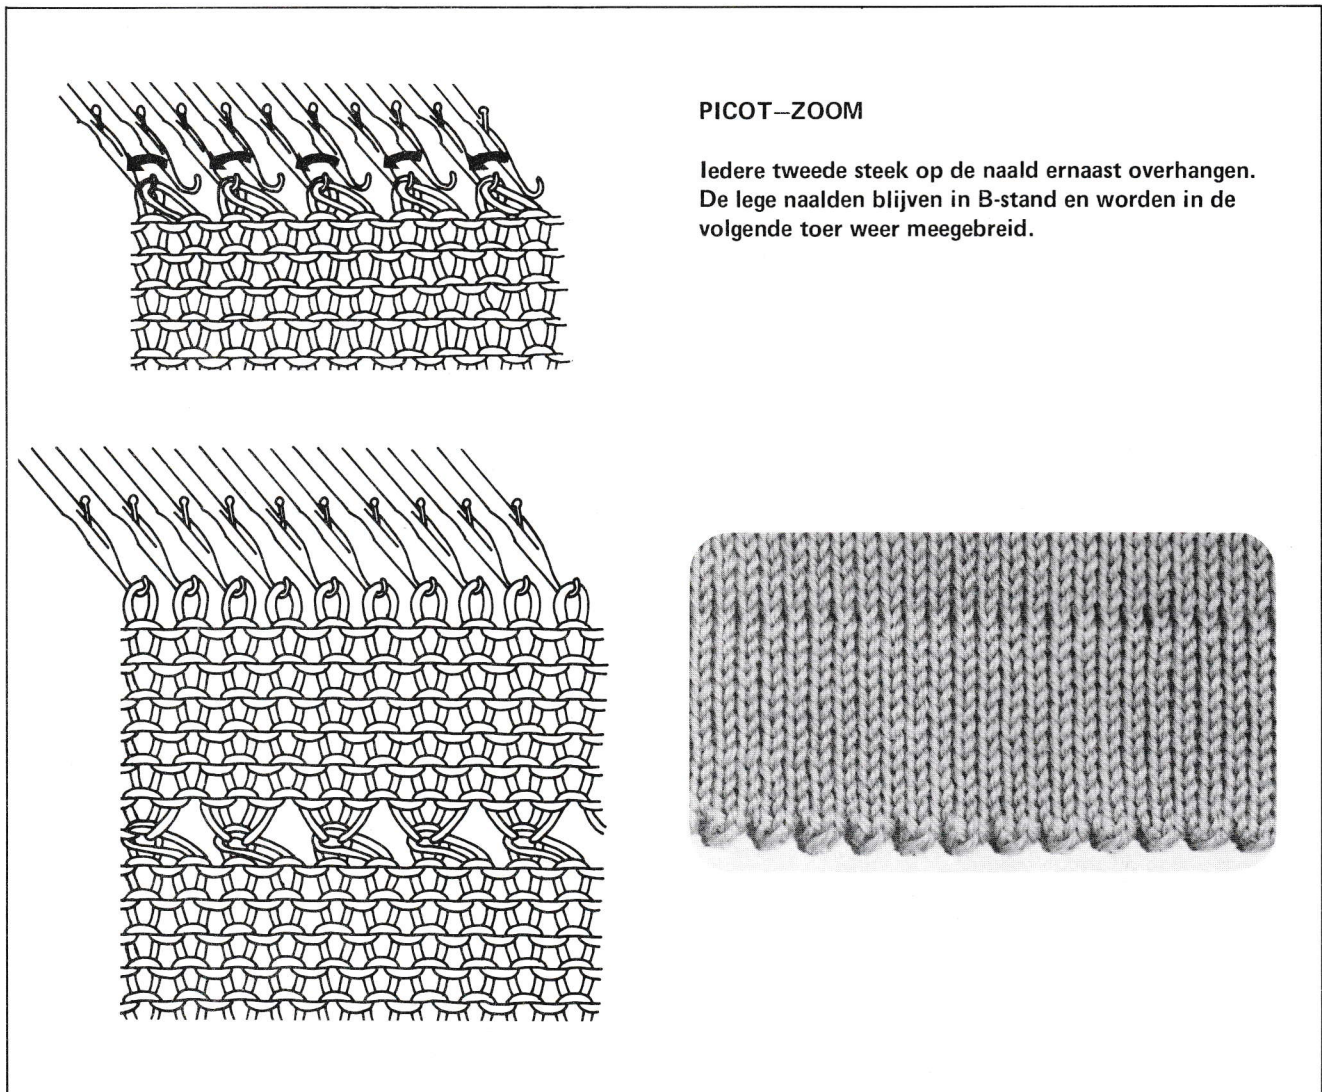 PICOT—ZOOM
Iedere tweede steek op de naald ernaast overhangen.
De lege naalden blijven in B-stand en worden in de
volgende toer weer meegebreid.